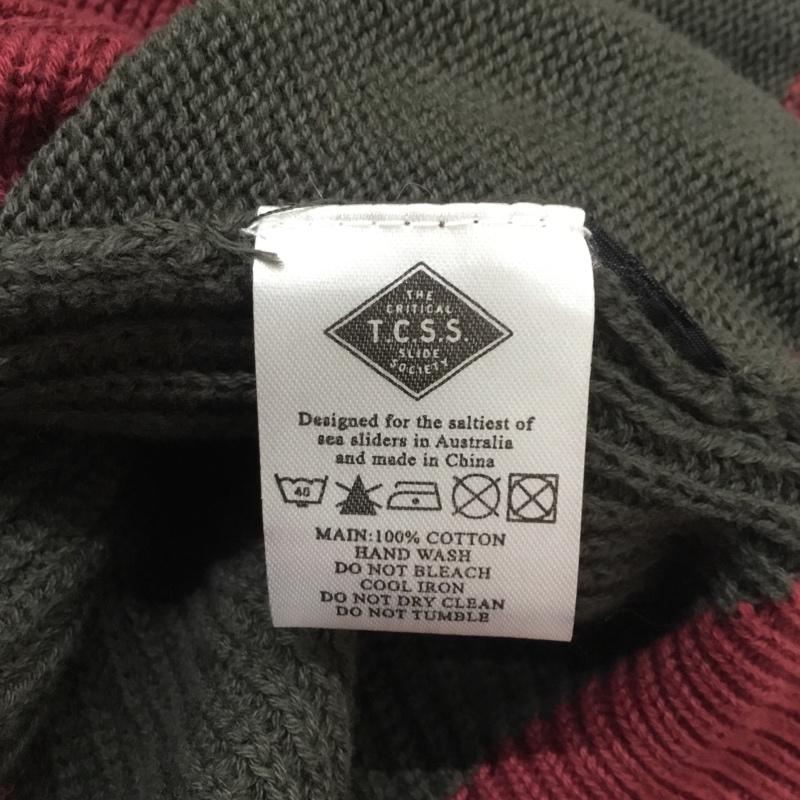 THE
CRITICAL
T.C.S.S.
SLIDE
SOCIETY
Designed for the saltiest of
sea sliders in Australia
and made in China
40
MAIN:100% COTTON
HAND WASH
DO NOT BLEACH
COOL IRON
DO NOT DRY CLEAN
DO NOT TUMBLE